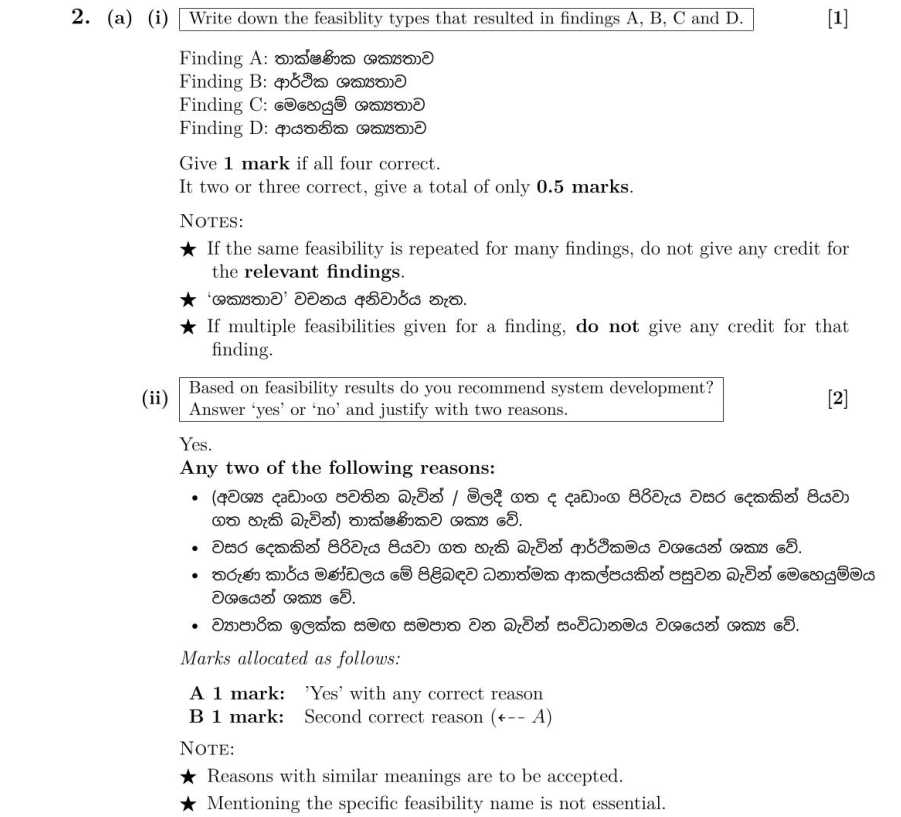 2. (a) (i) Write down the feasiblity types that resulted in findings A, B, C and D. [1]
Finding A: තාක්ෂණික ශක්‍යතාව
Finding B: ආර්ථික ශක්‍යතාව
Finding C: මෙහෙයුම් ශක්‍යතාව
Finding D: ආයතනික ශක්‍යතාව
Give 1 mark if all four correct.
It two or three correct, give a total of only 0.5 marks.
NOTES:
★ If the same feasibility is repeated for many findings, do not give any credit for
the relevant findings.
★ ‘ශක්‍යතාව’ වචනය අනිවාර්ය නැත.
★ If multiple feasibilities given for a finding, do not give any credit for that
finding.
(ii) Based on feasibility results do you recommend system development?
Answer ‘yes’ or ‘no’ and justify with two reasons. [2]
Yes.
Any two of the following reasons:
• (අවශ්‍ය දෘඩාංග පවතින බැවින් / මිලදී ගත ද දෘඩාංග පිරිවැය වසර දෙකකින් පියවා
ගත හැකි බැවින්) තාක්ෂණිකව ශක්‍ය වේ.
• වසර දෙකකින් පිරිවැය පියවා ගත හැකි බැවින් ආර්ථිකමය වශයෙන් ශක්‍ය වේ.
• තරුණ කාර්ය මණ්ඩලය මේ පිළිබඳව ධනාත්මක ආකල්පයකින් පසුවන බැවින් මෙහෙයුම්මය
වශයෙන් ශක්‍ය වේ.
• ව්‍යාපාරික ඉලක්ක සමඟ සමපාත වන බැවින් සංවිධානමය වශයෙන් ශක්‍ය වේ.
Marks allocated as follows:
A 1 mark: 'Yes' with any correct reason
B 1 mark: Second correct reason (⇠ A)
NOTE:
★ Reasons with similar meanings are to be accepted.
★ Mentioning the specific feasibility name is not essential.